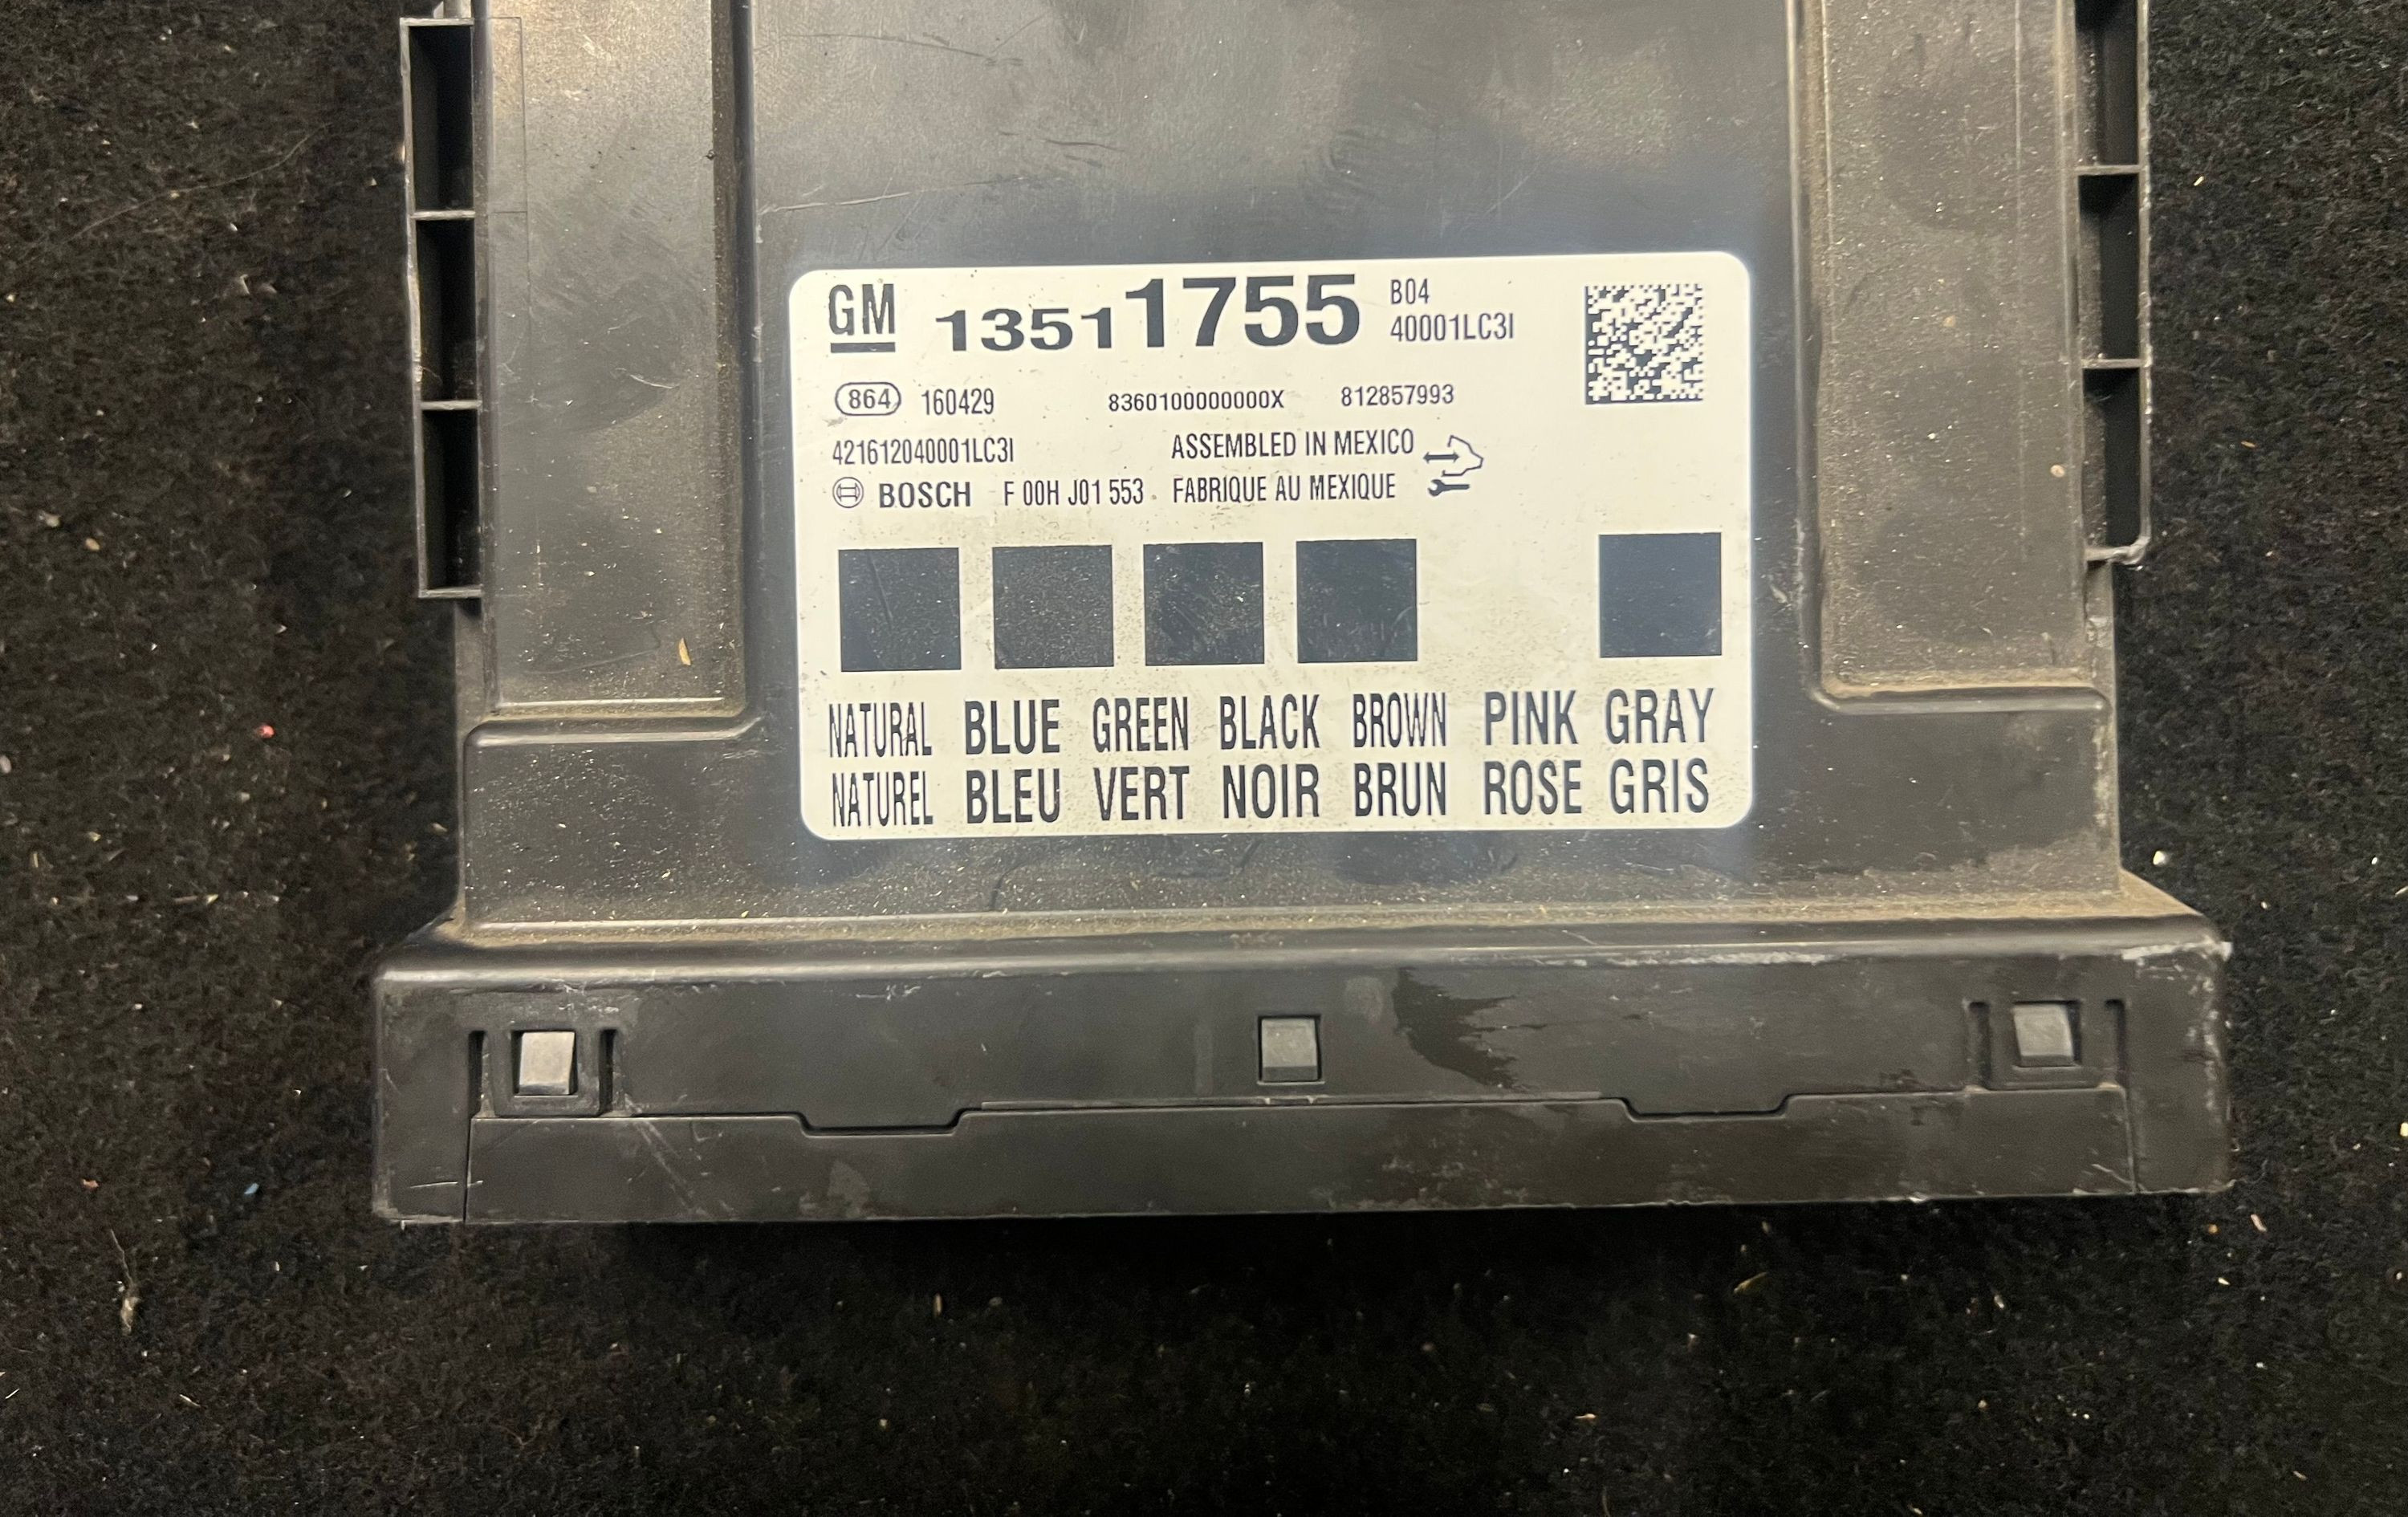 GM 13511755 B04
40001LC3I
864 160429 8360100000000X 812857993
421612040001LC3I ASSEMBLED IN MEXICO
BOSCH F 00H J01 553 FABRIQUE AU MEXIQUE
NATURAL BLUE GREEN BLACK BROWN PINK GRAY
NATUREL BLEU VERT NOIR BRUN ROSE GRIS